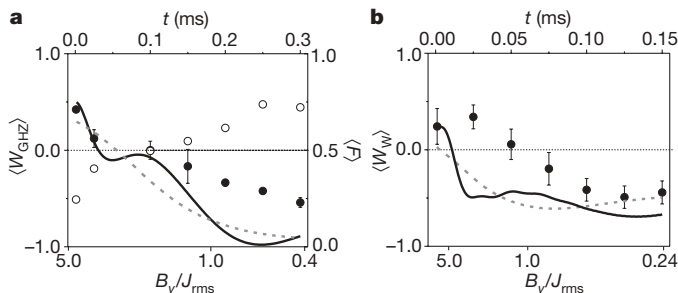 a
t (ms)
0.0 0.1 0.2 0.3
1.0 0.0 −1.0
⟨W_GHZ⟩
1.0 0.5 0.0
⟨F⟩
5.0 1.0 0.4
B_y/J_rms
b
t (ms)
0.00 0.05 0.10 0.15
1.0 0.0 −1.0
⟨W_W⟩
5.0 1.0 0.24
B_y/J_rms